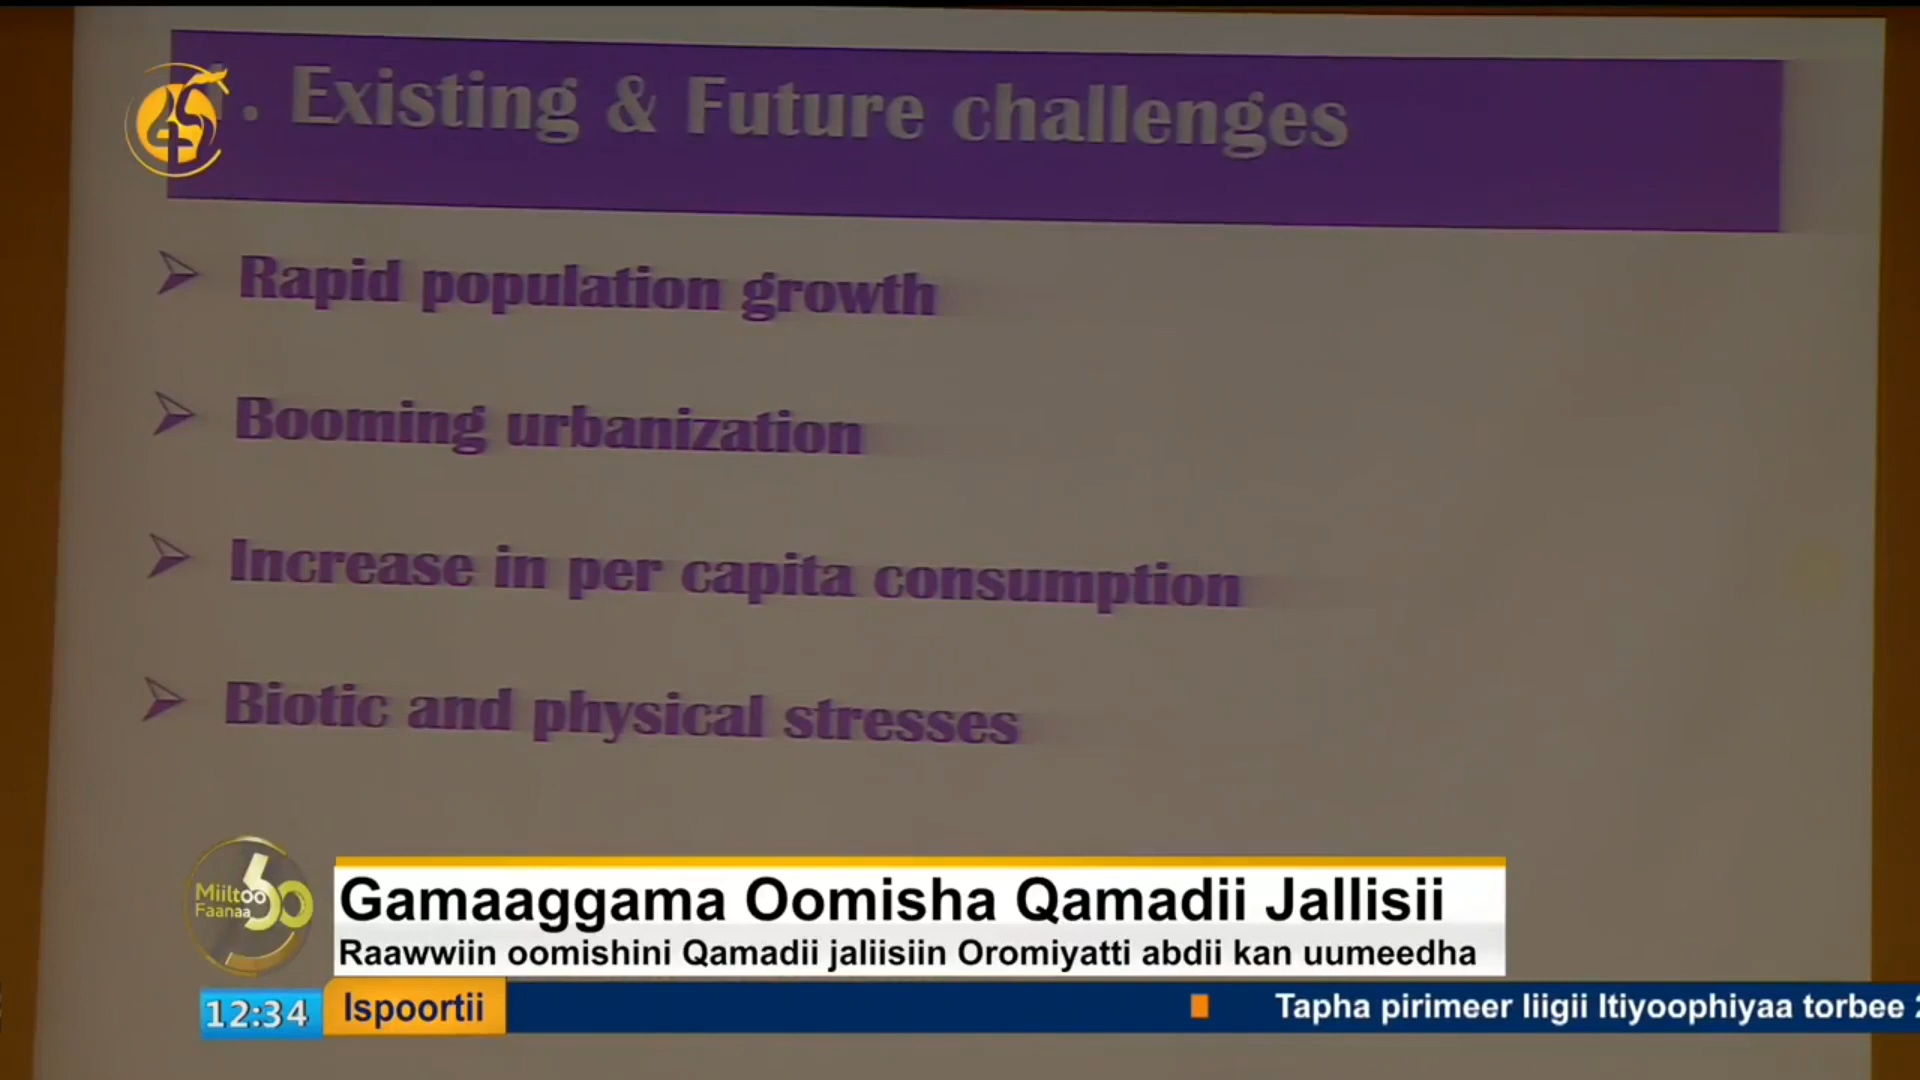 . Existing & Future challenges
Rapid population growth
Booming urbanization
Increase in per capita consumption
Biotic and physical stresses
Miiltoo
Faanaa
60
Gamaaggama Oomisha Qamadii Jallisii
Raawwiin oomishini Qamadii jaliisiin Oromiyatti abdii kan uumeedha
12:34
Ispoortii
Tapha pirimeer liigii Itiyoophiyaa torbee